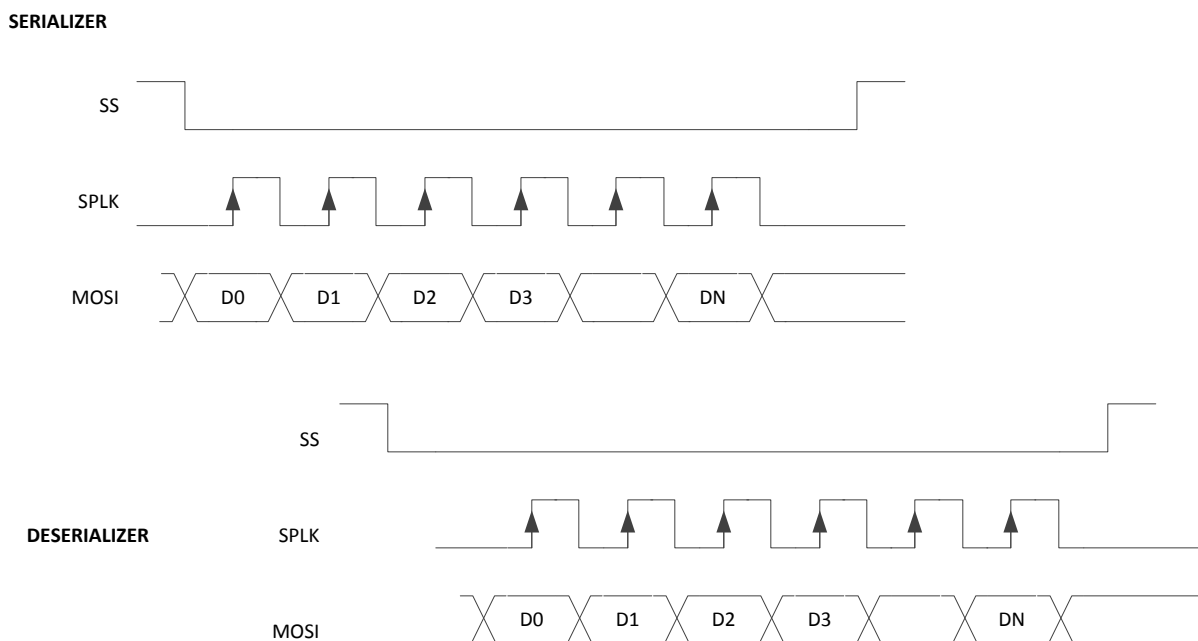 SERIALIZER
SS
SPLK
MOSI D0 D1 D2 D3 DN
SS
DESERIALIZER SPLK
MOSI D0 D1 D2 D3 DN